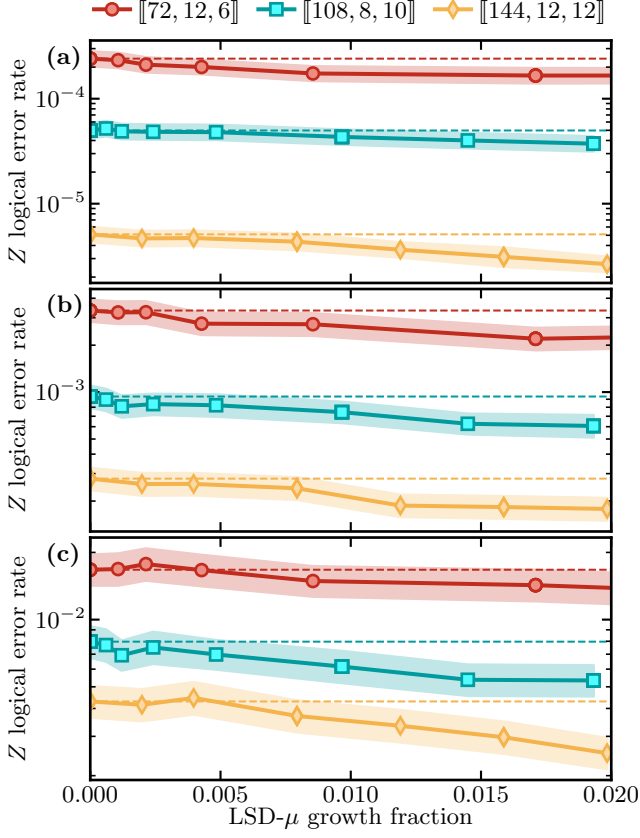 [[72, 12, 6]] [[108, 8, 10]] [[144, 12, 12]]
(a)
10⁻⁴
10⁻⁵
Z logical error rate
(b)
10⁻³
Z logical error rate
(c)
10⁻²
Z logical error rate
0.000 0.005 0.010 0.015 0.020
LSD-μ growth fraction